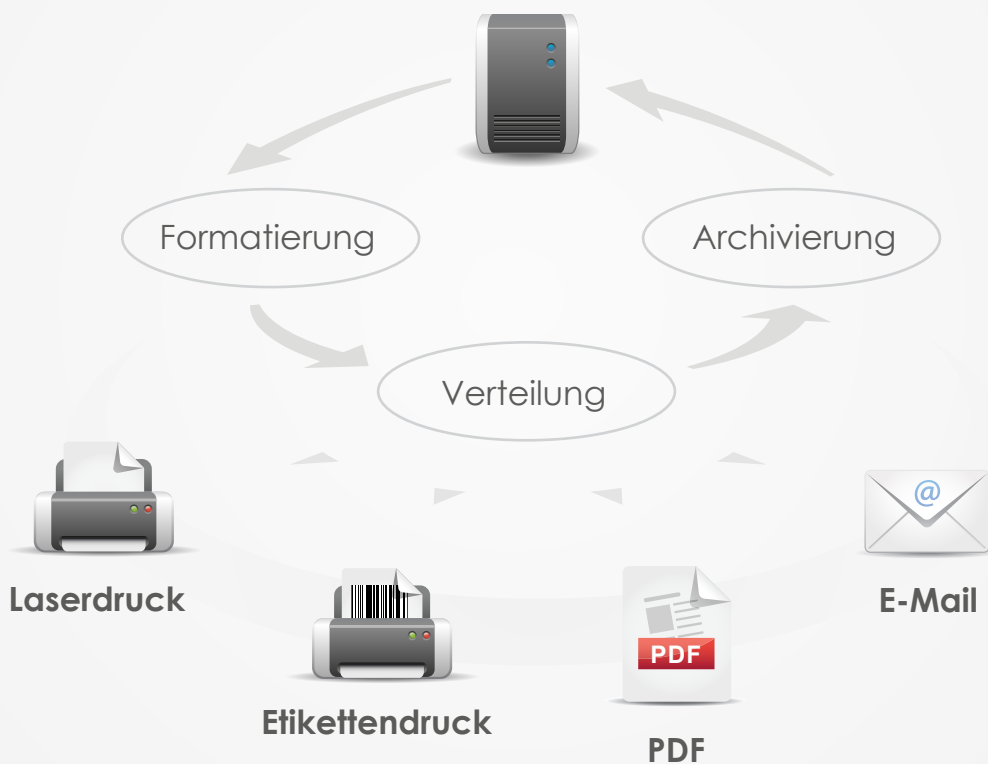 Formatierung
Archivierung
Verteilung
@
Laserdruck
E-Mail
PDF
Etikettendruck
PDF